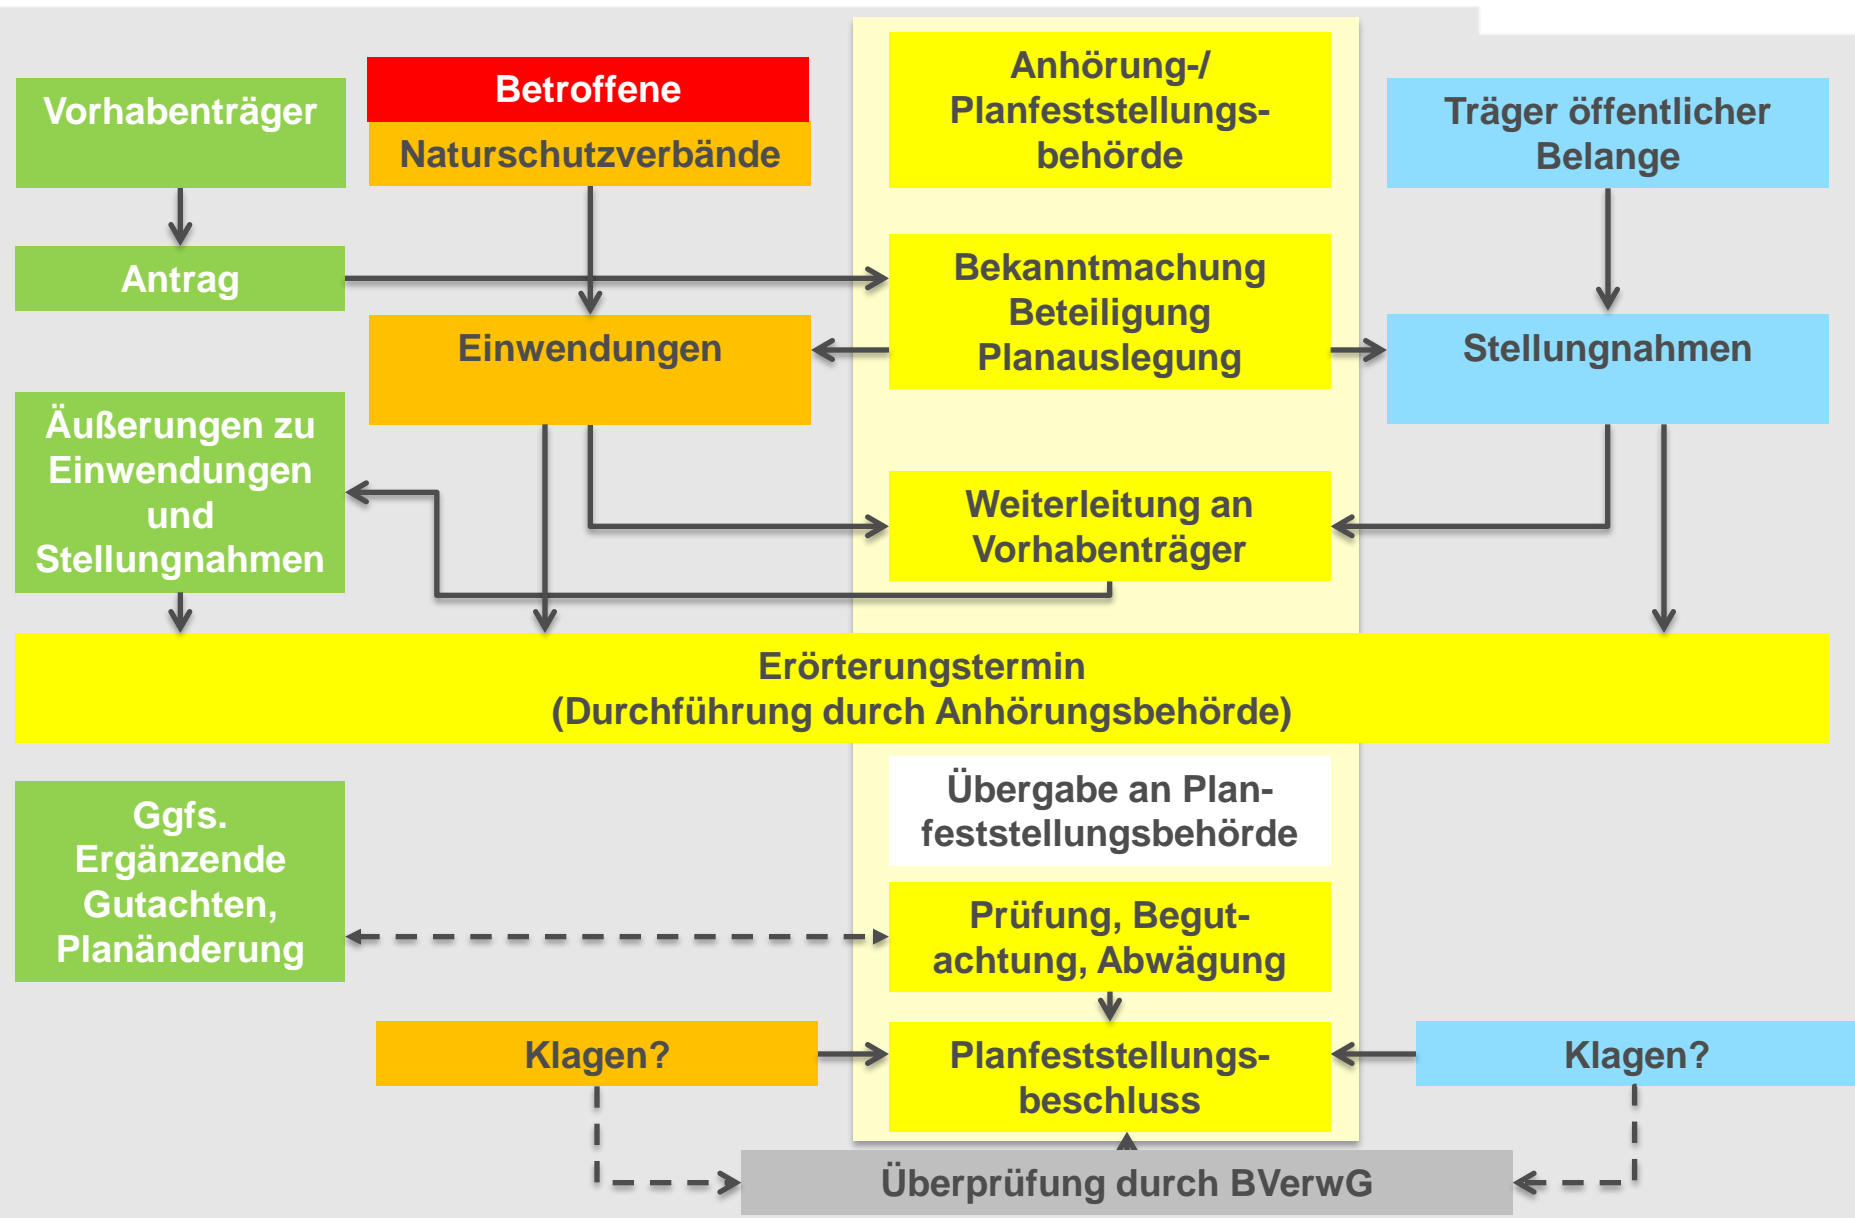 Vorhabenträger
Betroffene
Naturschutzverbände
Anhörung-/
Planfeststellungs-
behörde
Träger öffentlicher
Belange
Antrag
Bekanntmachung
Beteiligung
Planauslegung
Einwendungen
Stellungnahmen
Äußerungen zu
Einwendungen
und
Stellungnahmen
Weiterleitung an
Vorhabenträger
Erörterungstermin
(Durchführung durch Anhörungsbehörde)
Übergabe an Plan-
feststellungsbehörde
Ggfs.
Ergänzende
Gutachten,
Planänderung
Prüfung, Begut-
achtung, Abwägung
Klagen?
Planfeststellungs-
beschluss
Klagen?
Überprüfung durch BVerwG